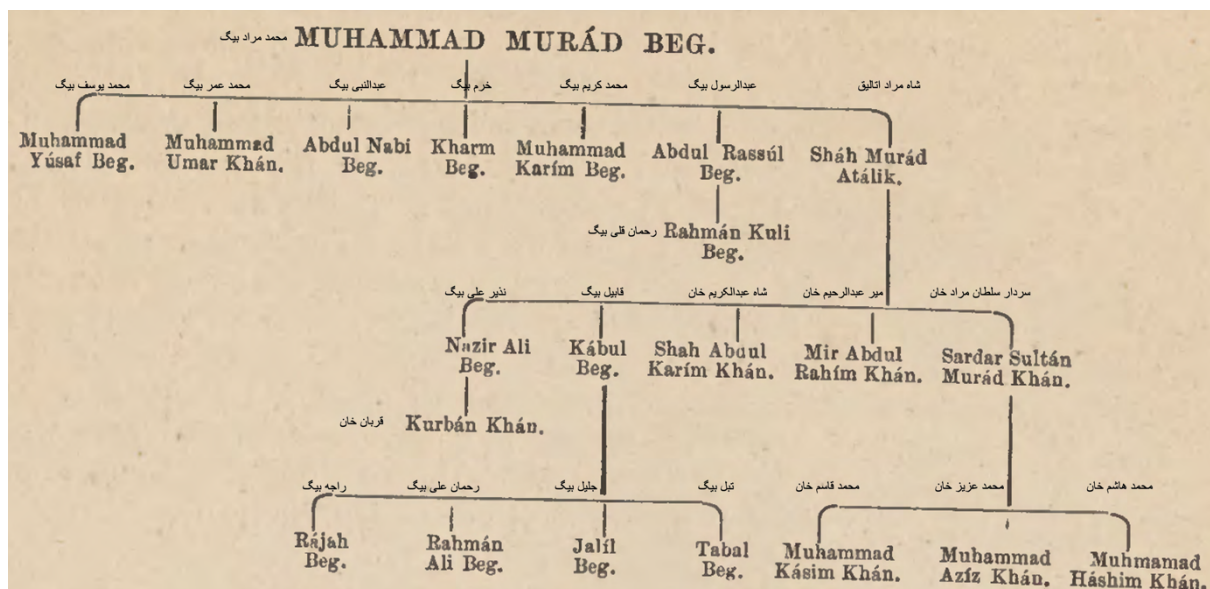 محمد مراد بیگ MUHAMMAD MURÁD BEG.
محمد یوسف بیگ محمد عمر بیگ عبدالنبی بیگ خرم بیگ محمد کریم بیگ عبدالرسول بیگ شاه مراد اتالیق
Muhammad Yúsaf Beg.
Muhammad Umar Khán.
Abdul Nabi Beg.
Kharm Beg.
Muhammad Karím Beg.
Abdul Rassúl Beg.
Sháh Murád Atálik.
رحمان قلی بیگ Rahmán Kuli Beg.
نذیر علی بیگ قابیل بیگ شاه عبدالکریم خان میر عبدالرحیم خان سردار سلطان مراد خان
Nazir Ali Beg.
Kábul Beg.
Shah Abdul Karím Khán.
Mir Abdul Rahím Khán.
Sardar Sultán Murád Khán.
قربان خان Kurbán Khán.
راجه بیگ رحمان علی بیگ جلیل بیگ تبل بیگ محمد قاسم خان محمد عزیز خان محمد هاشم خان
Rájah Beg.
Rahmán Ali Beg.
Jalíl Beg.
Tabal Beg.
Muhammad Kásim Khán.
Muhammad Azíz Khán.
Muhmamad Háshim Khán.